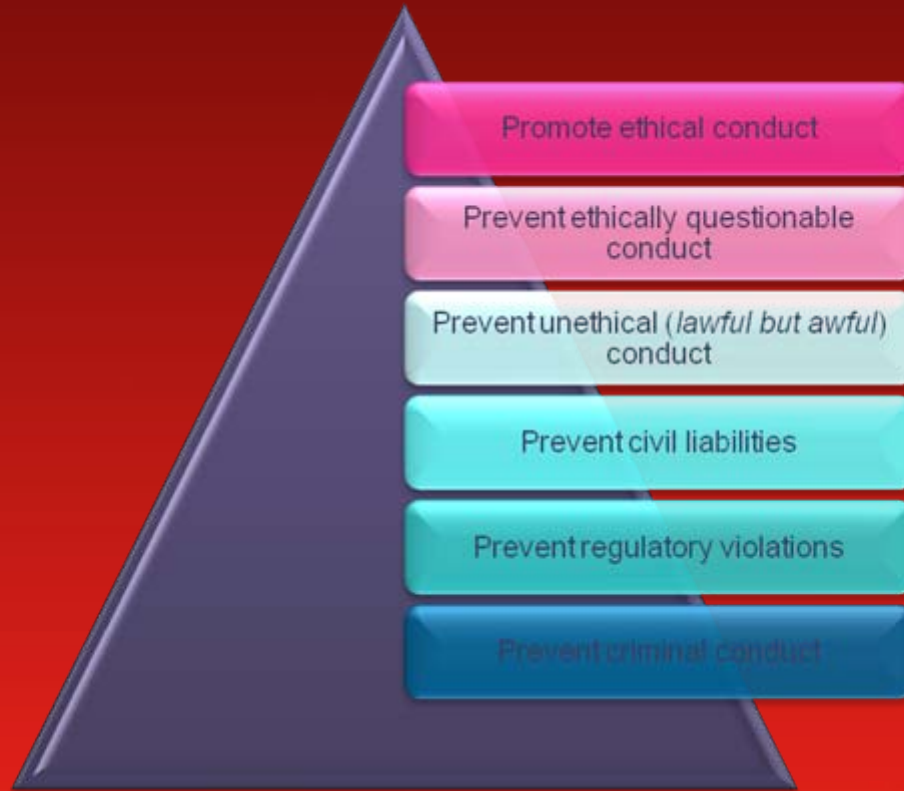 Promote ethical conduct
Prevent ethically questionable
conduct
Prevent unethical (lawful but awful)
conduct
Prevent civil liabilities
Prevent regulatory violations
Prevent criminal conduct